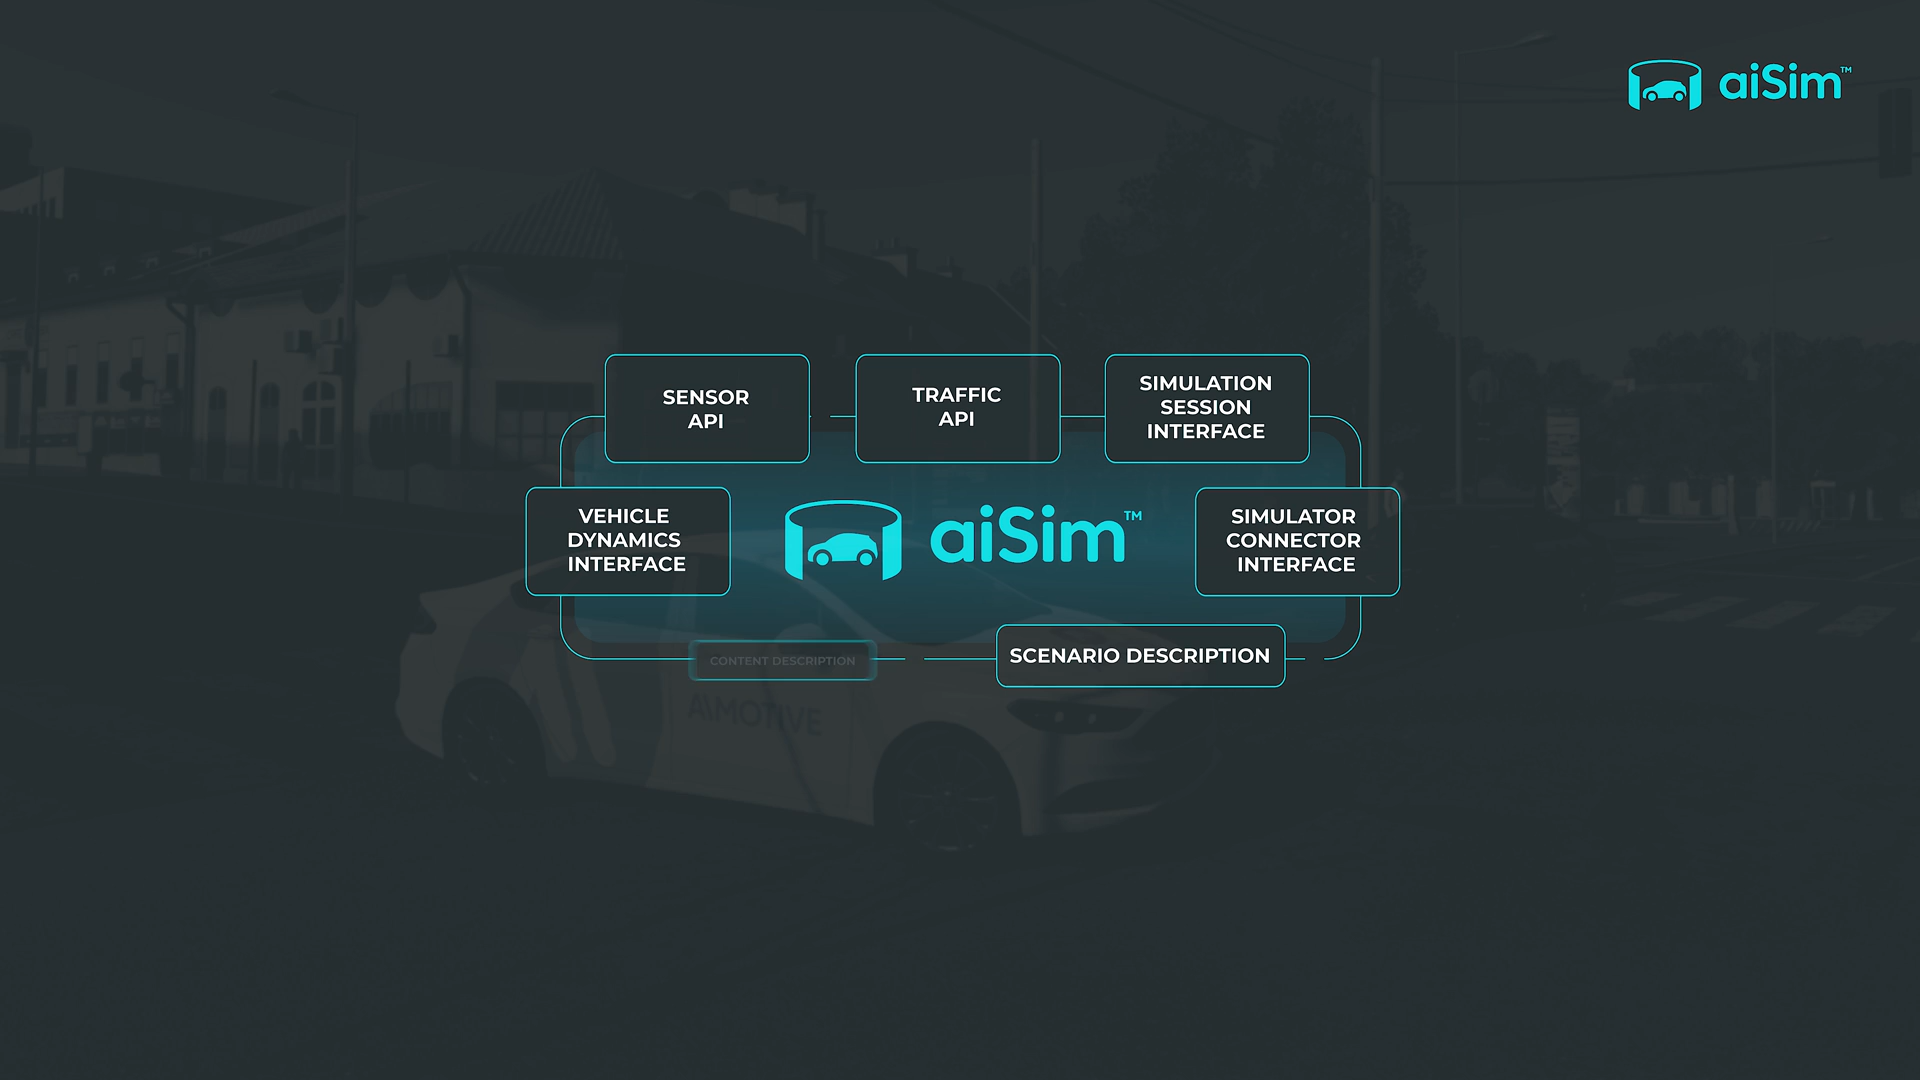 aiSim™
SENSOR
API
TRAFFIC
API
SIMULATION
SESSION
INTERFACE
VEHICLE
DYNAMICS
INTERFACE
aiSim™
SIMULATOR
CONNECTOR
INTERFACE
CONTENT DESCRIPTION
SCENARIO DESCRIPTION
AIMOTIVE